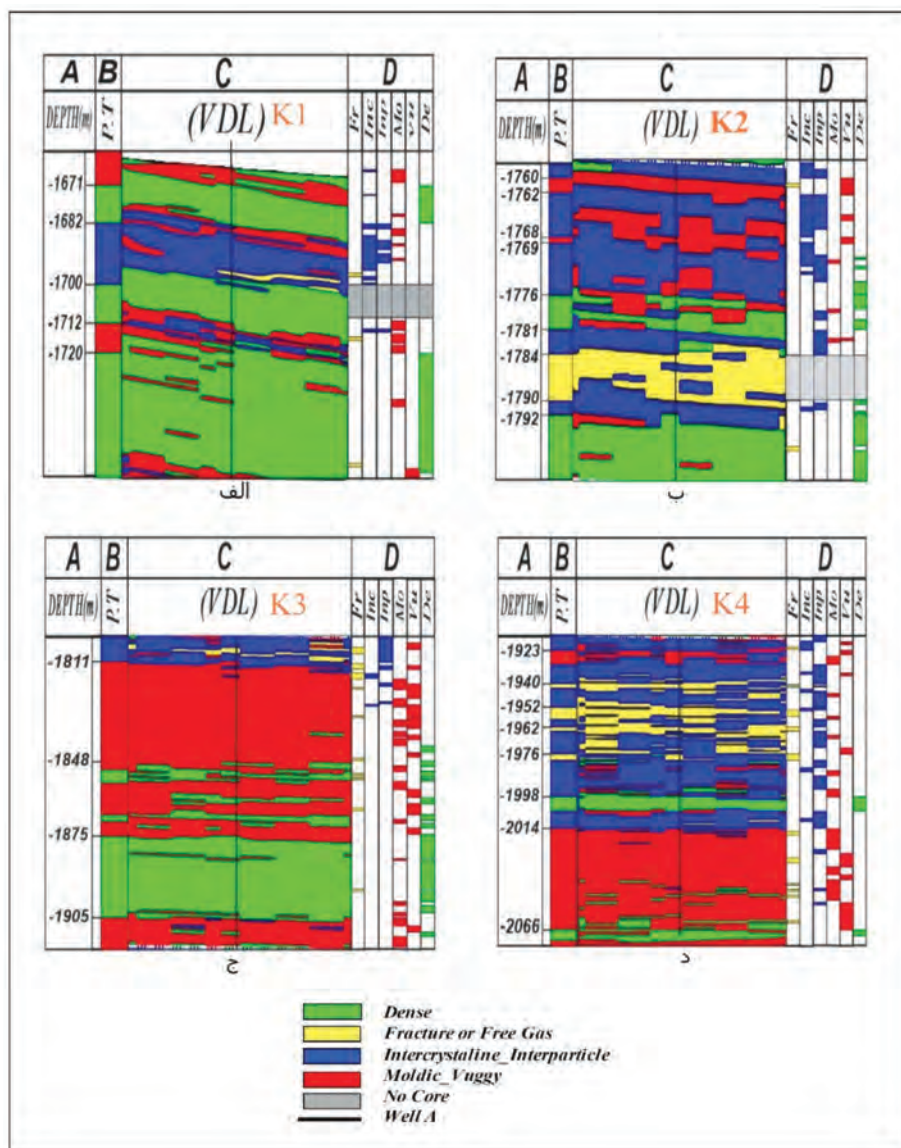 A B C D
DEPTH(m) P.T (VDL) K1 Fr Inc Inp Mo Vu De
-1671
-1682
-1700
-1712
-1720
الف
A B C D
DEPTH(m) P.T (VDL) K2 Fr Inc Inp Mo Vu De
-1760
-1762
-1768
-1769
-1776
-1781
-1784
-1790
-1792
ب
A B C D
DEPTH(m) P.T (VDL) K3 Fr Inc Inp Mo Vu De
-1811
-1848
-1875
-1905
ج
A B C D
DEPTH(m) P.T (VDL) K4 Fr Inc Inp Mo Vu De
-1923
-1940
-1952
-1962
-1976
-1998
-2014
-2066
د
Dense
Fracture or Free Gas
Intercrystaline_Interparticle
Moldic_Vuggy
No Core
Well A